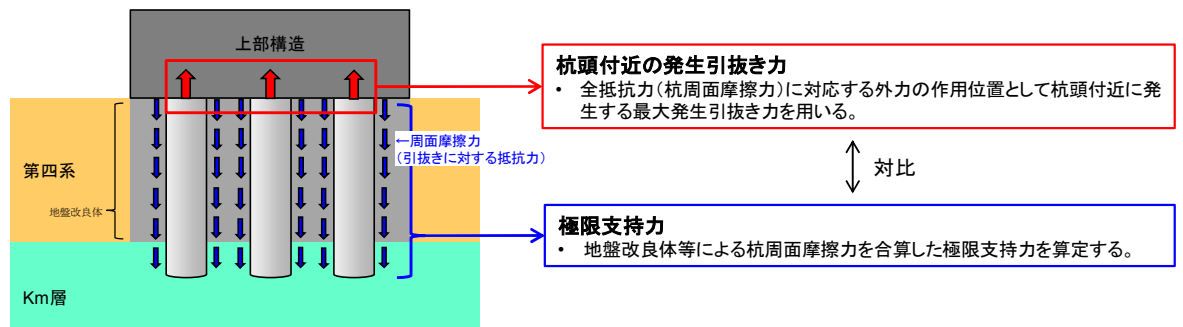 上部構造
第四系
地盤改良体
Km層
←周面摩擦力
(引抜きに対する抵抗力)
杭頭付近の発生引抜き力
• 全抵抗力(杭周面摩擦力)に対応する外力の作用位置として杭頭付近に発
生する最大発生引抜き力を用いる。
対比
極限支持力
• 地盤改良体等による杭周面摩擦力を合算した極限支持力を算定する。